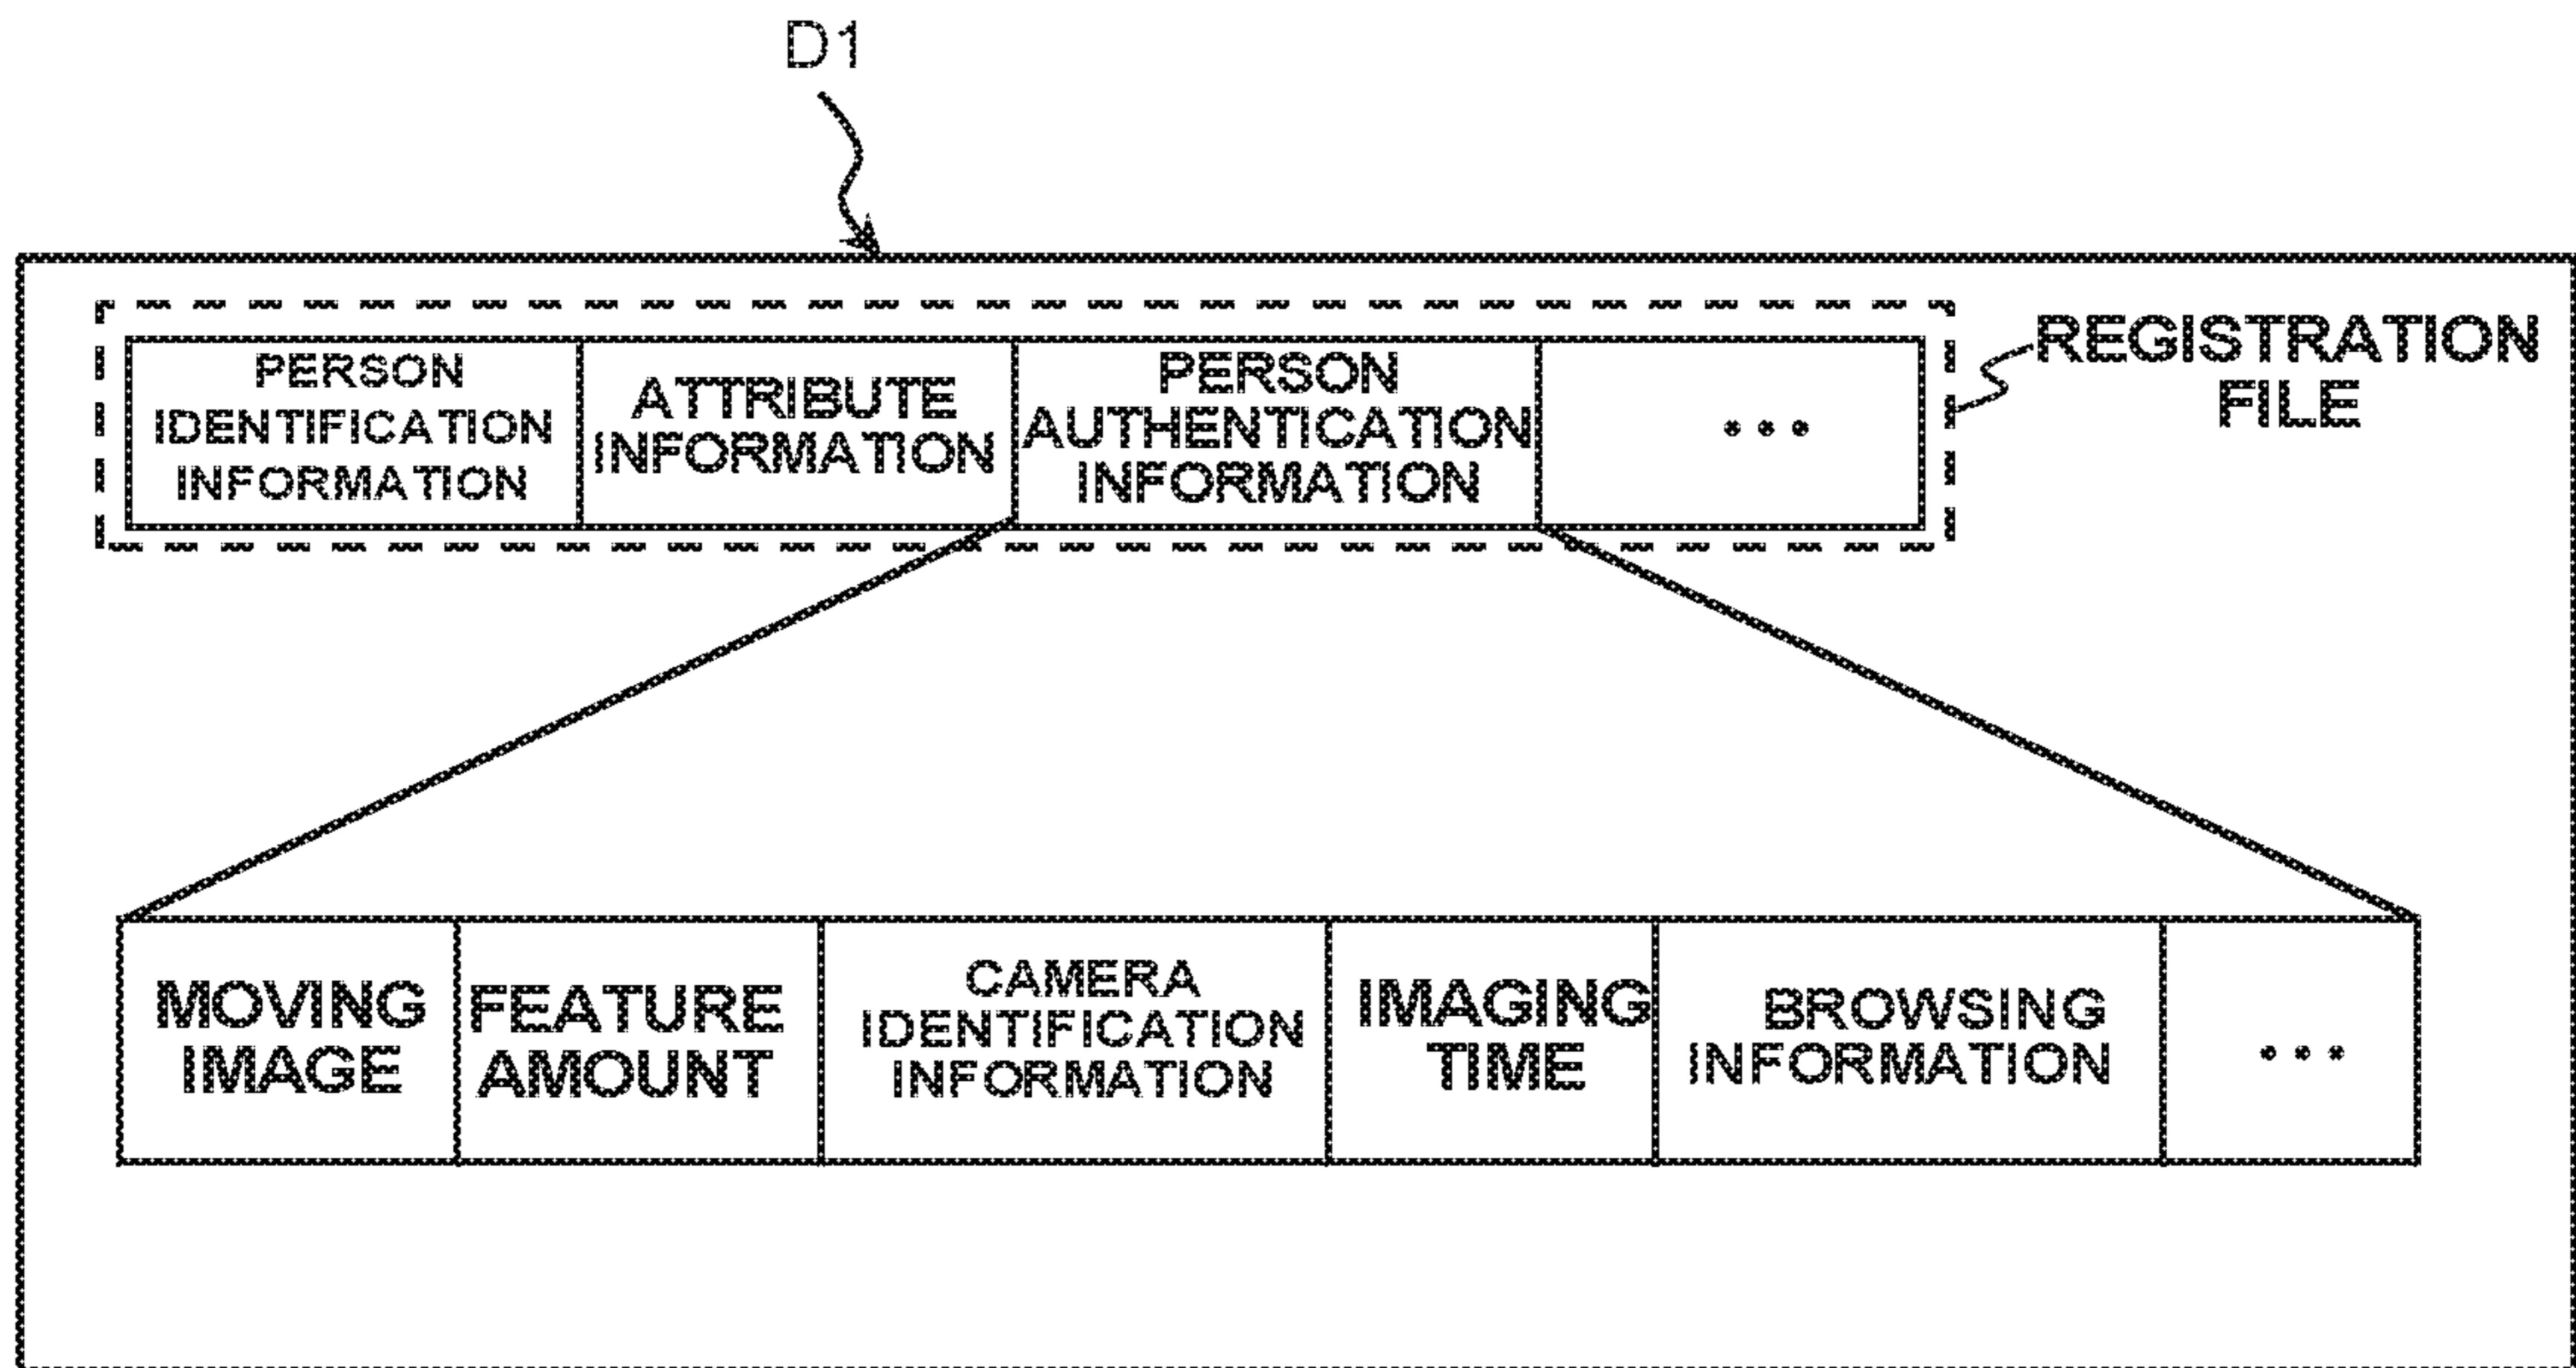 D1
PERSON
IDENTIFICATION
INFORMATION
ATTRIBUTE
INFORMATION
PERSON
AUTHENTICATION
INFORMATION
...
REGISTRATION
FILE
MOVING
IMAGE
FEATURE
AMOUNT
CAMERA
IDENTIFICATION
INFORMATION
IMAGING
TIME
BROWSING
INFORMATION
...